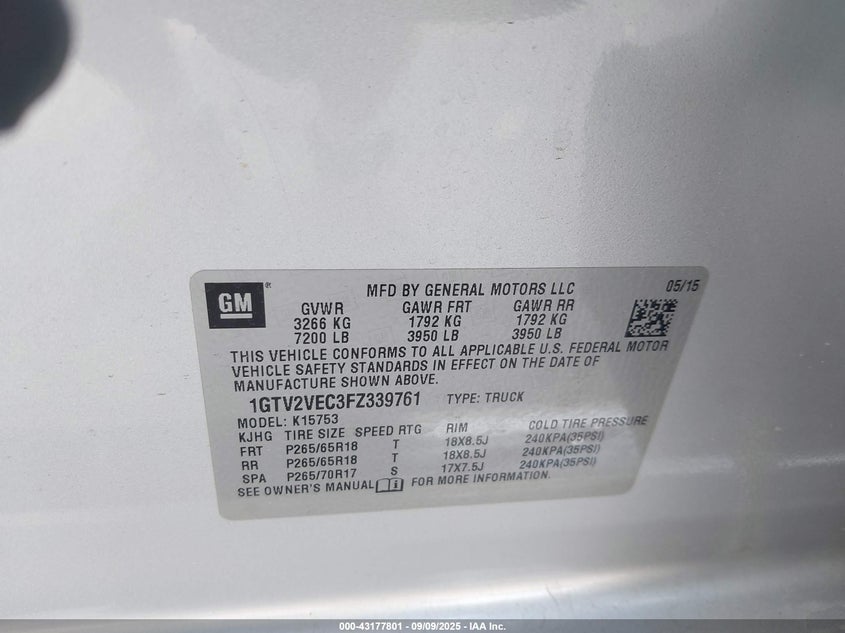 GM®
MFD BY GENERAL MOTORS LLC 05/15
GVWR GAWR FRT GAWR RR
3266 KG 1792 KG 1792 KG
7200 LB 3950 LB 3950 LB
THIS VEHICLE CONFORMS TO ALL APPLICABLE U.S. FEDERAL MOTOR
VEHICLE SAFETY STANDARDS IN EFFECT ON THE DATE OF
MANUFACTURE SHOWN ABOVE.
1GTV2VEC3FZ339761 TYPE: TRUCK
MODEL: K15753
KJHG TIRE SIZE SPEED RTG RIM COLD TIRE PRESSURE
FRT P265/65R18 T 18X8.5J 240KPA(35PSI)
RR P265/65R18 T 18X8.5J 240KPA(35PSI)
SPA P265/70R17 S 17X7.5J 240KPA(35PSI)
SEE OWNER'S MANUAL i FOR MORE INFORMATION.
000-43177801 - 09/09/2025 - IAA Inc.